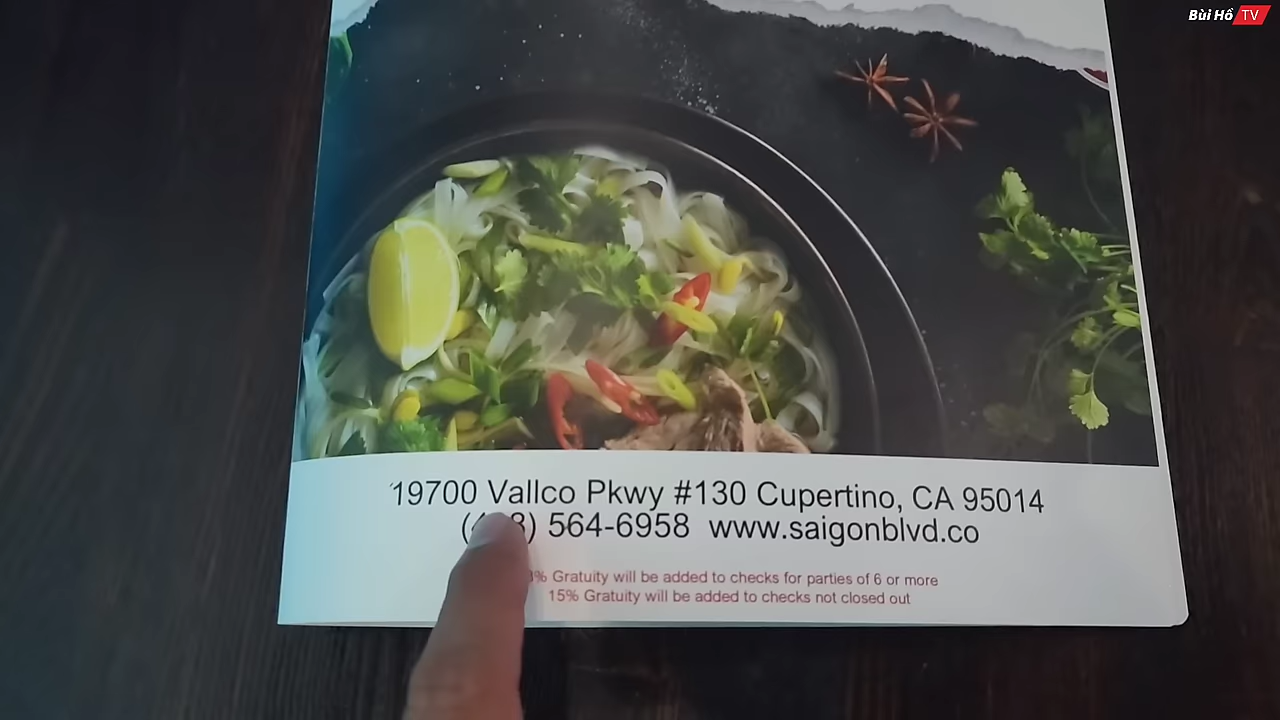 Bùi Hồ TV
19700 Vallco Pkwy #130 Cupertino, CA 95014
564-6958 www.saigonblvd.co
Gratuity will be added to checks for parties of 6 or more
15% Gratuity will be added to checks not closed out